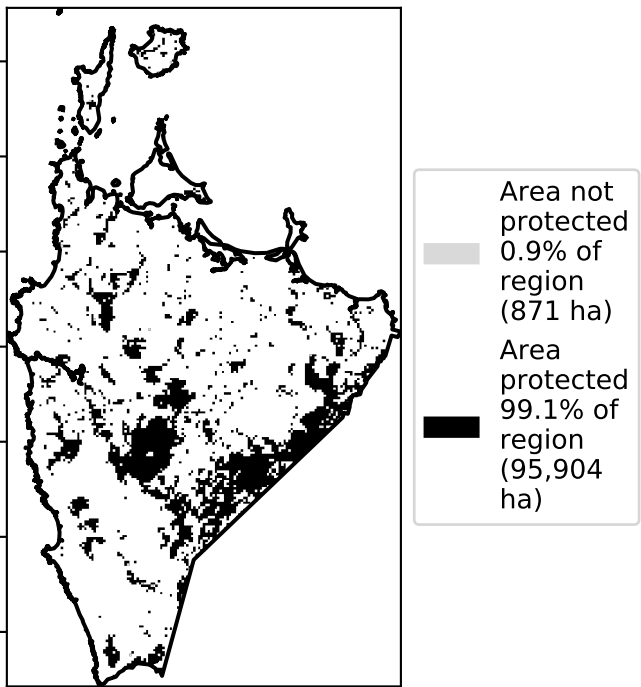 Area not
protected
0.9% of
region
(871 ha)
Area
protected
99.1% of
region
(95,904
ha)